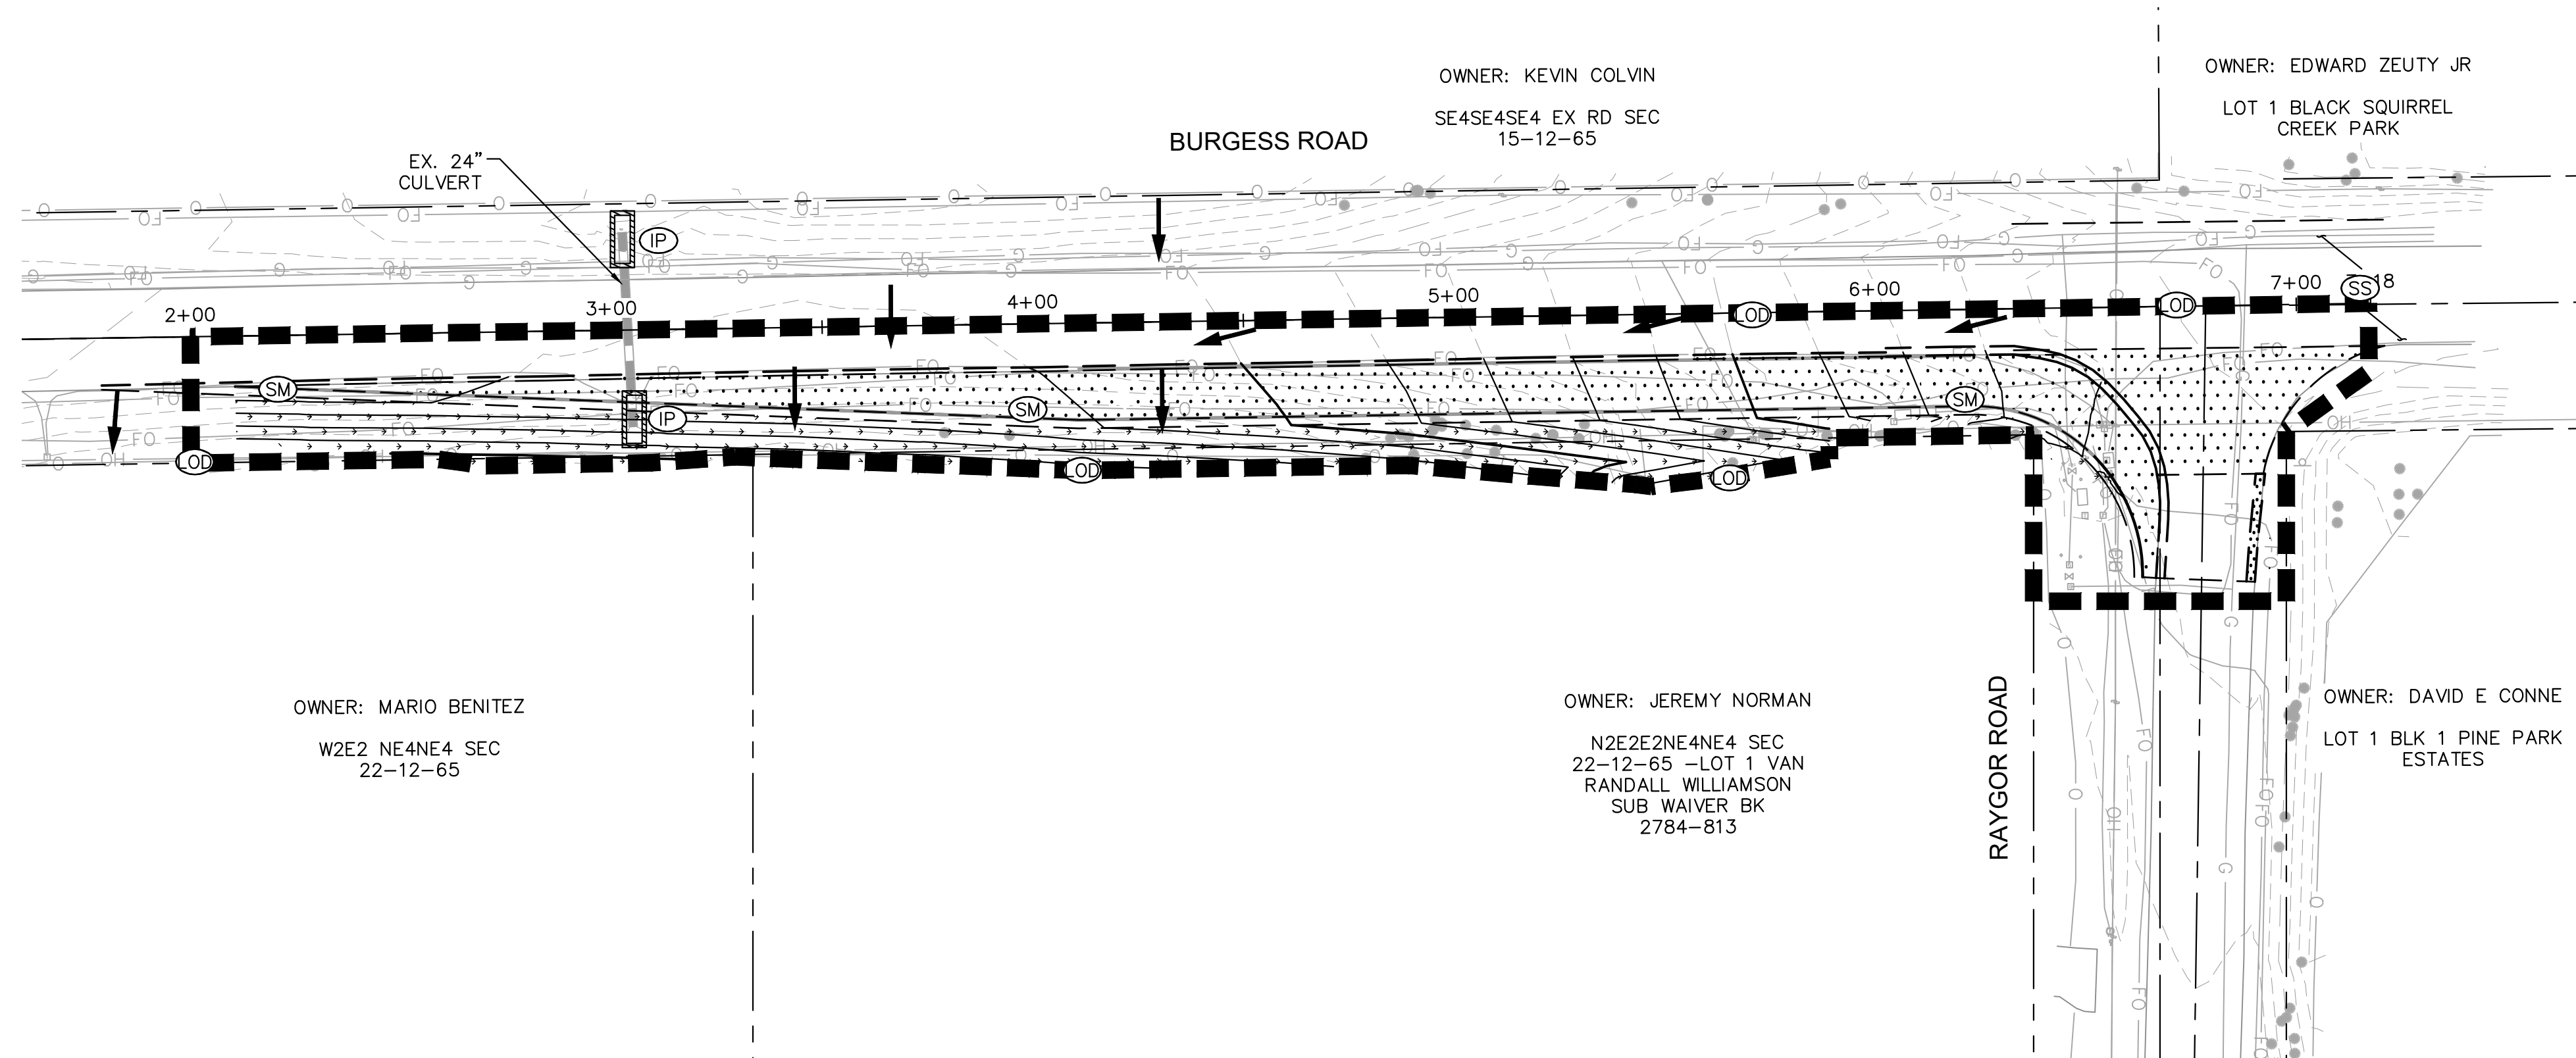 OWNER: EDWARD ZEUTY JR
LOT 1 BLACK SQUIRREL
CREEK PARK
OWNER: KEVIN COLVIN
SE4SE4SE4 EX RD SEC
15-12-65
BURGESS ROAD
EX. 24"
CULVERT
IP
2+00
3+00
4+00
5+00
6+00
7+00
SS
18
LOD
LOD
SM
IP
SM
SM
LOD
LOD
LOD
OWNER: MARIO BENITEZ
W2E2 NE4NE4 SEC
22-12-65
OWNER: JEREMY NORMAN
N2E2E2NE4NE4 SEC
22-12-65 -LOT 1 VAN
RANDALL WILLIAMSON
SUB WAIVER BK
2784-813
RAYGOR ROAD
OWNER: DAVID E CONNE
LOT 1 BLK 1 PINE PARK
ESTATES